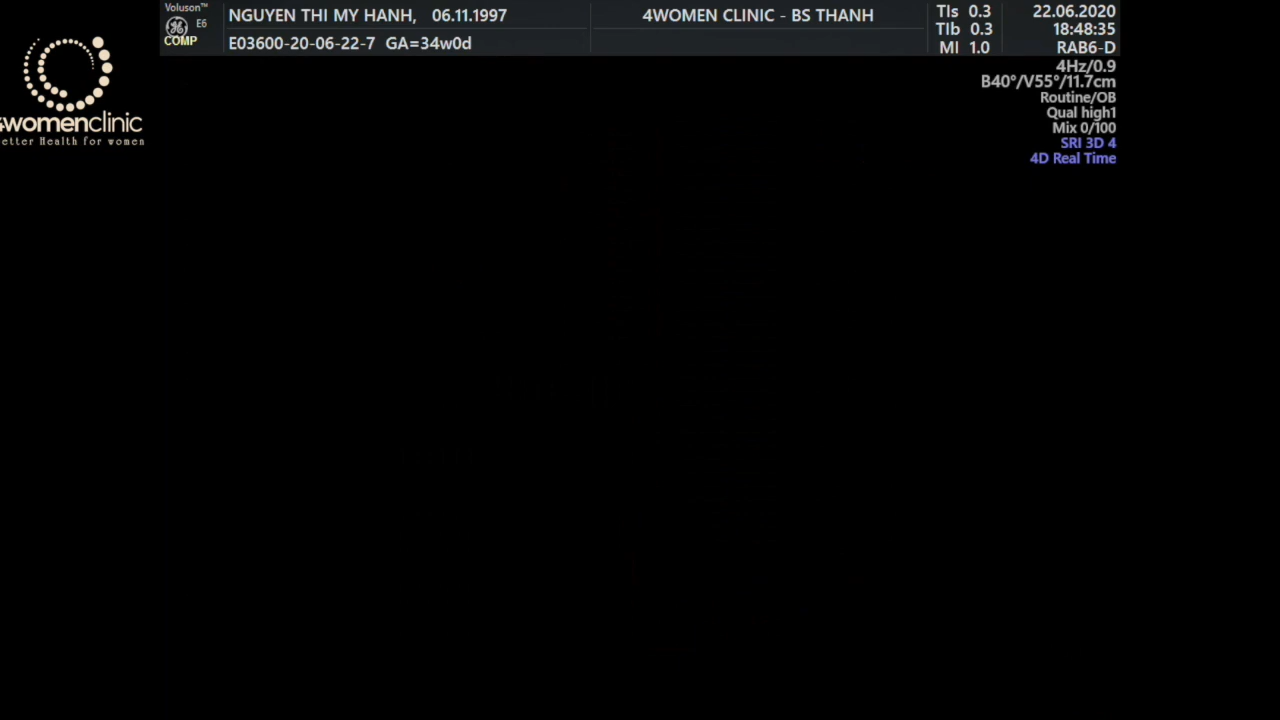 Voluson™
E6
COMP
NGUYEN THI MY HANH, 06.11.1997
E03600-20-06-22-7 GA=34w0d
4WOMEN CLINIC - BS THANH
TIs 0.3
TIb 0.3
MI 1.0
22.06.2020
18:48:35
RAB6-D
4Hz/0.9
B40°/V55°/11.7cm
Routine/OB
Qual high1
Mix 0/100
SRI 3D 4
4D Real Time
4womenclinic
etter Health for women